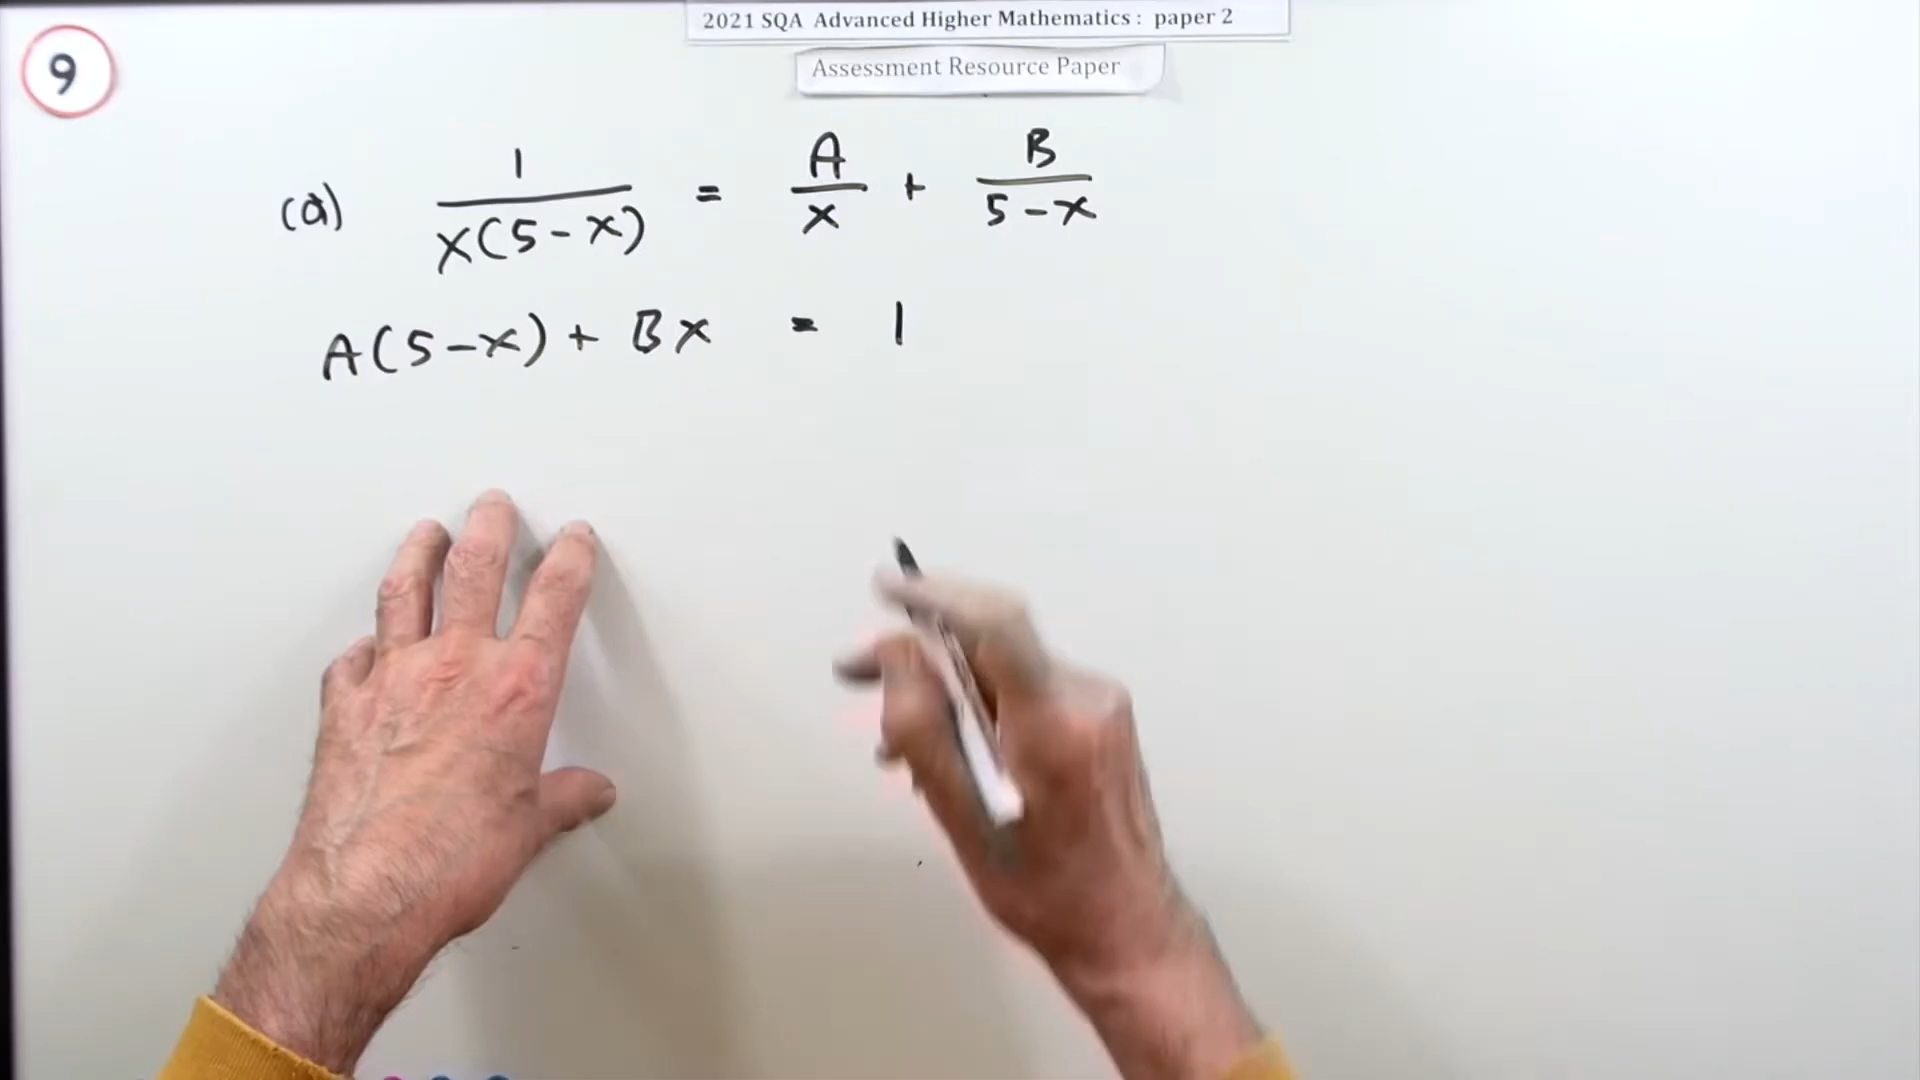 2021 SQA Advanced Higher Mathematics : paper 2
Assessment Resource Paper
9
(a) 1/x(5-x) = A/x + B/5-x
A(5-x) + Bx = 1